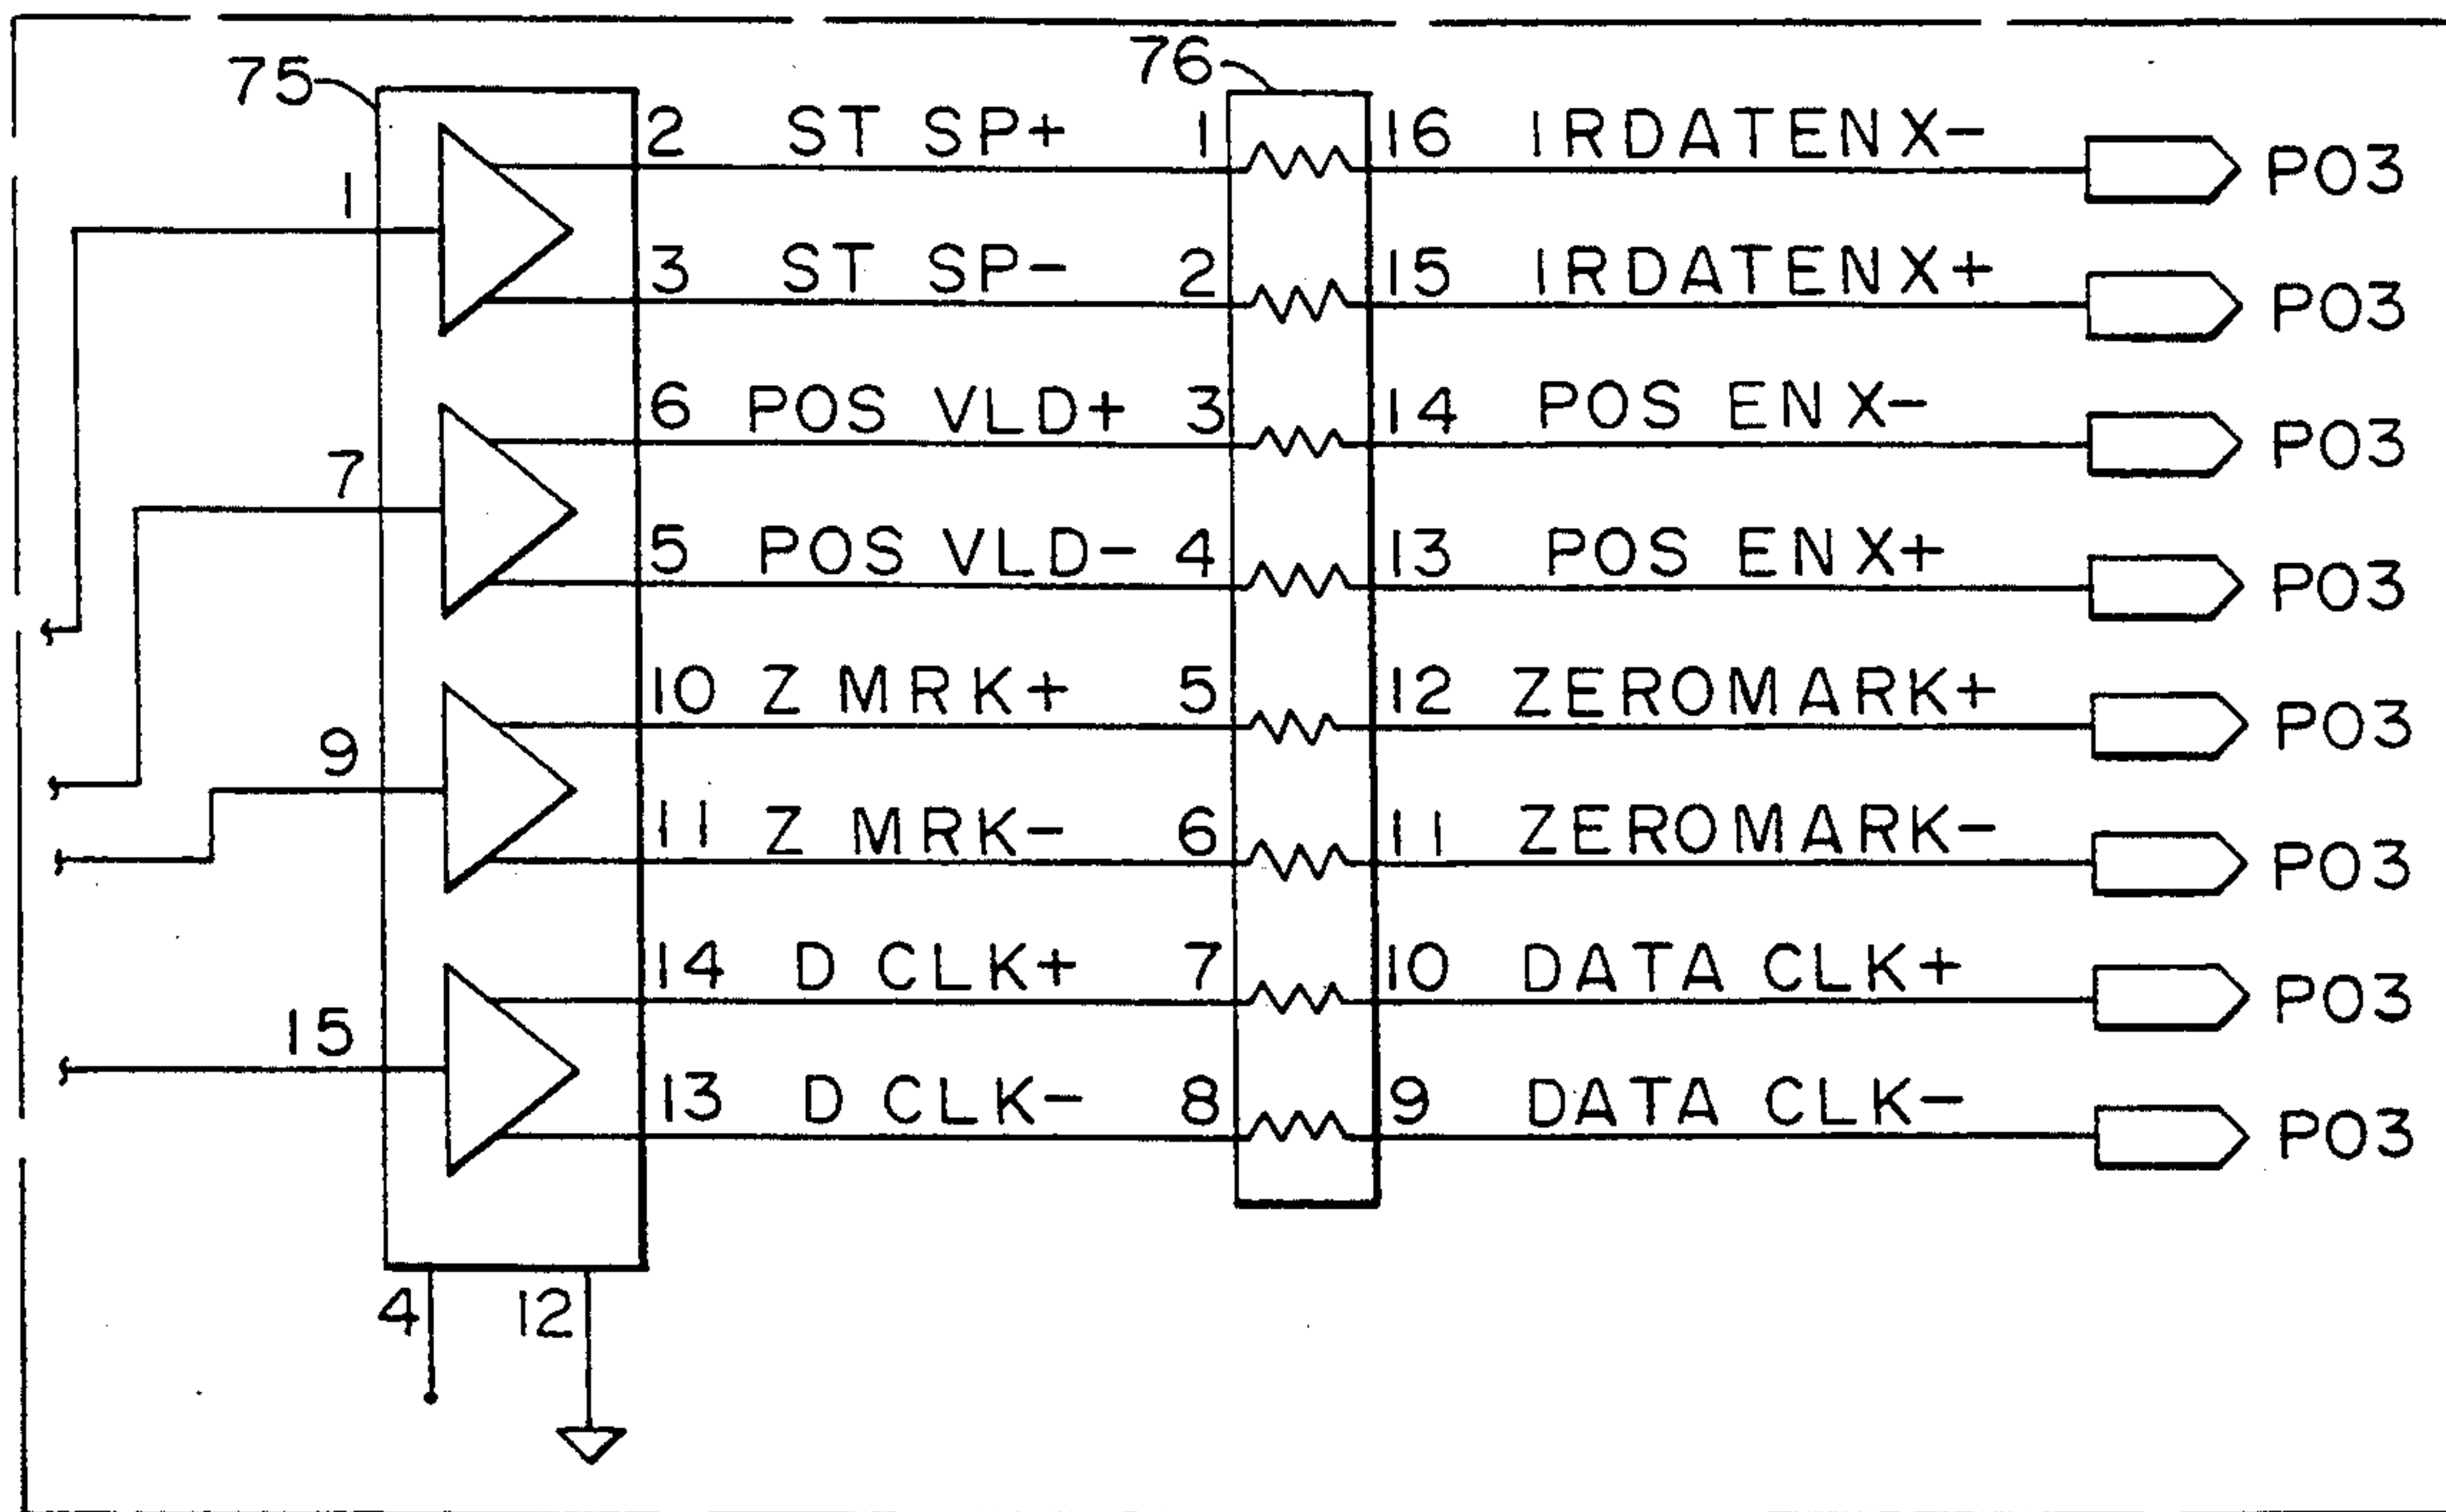 75 76
2 ST SP+ 1 16 IRDATENX- P03
1
3 ST SP- 2 15 IRDATENX+ P03
6 POS VLD+ 3 14 POS ENX- P03
7
5 POS VLD- 4 13 POS ENX+ P03
10 Z MRK+ 5 12 ZEROMARK+ P03
9
11 Z MRK- 6 11 ZEROMARK- P03
14 D CLK+ 7 10 DATA CLK+ P03
15
13 D CLK- 8 9 DATA CLK- P03
4 12